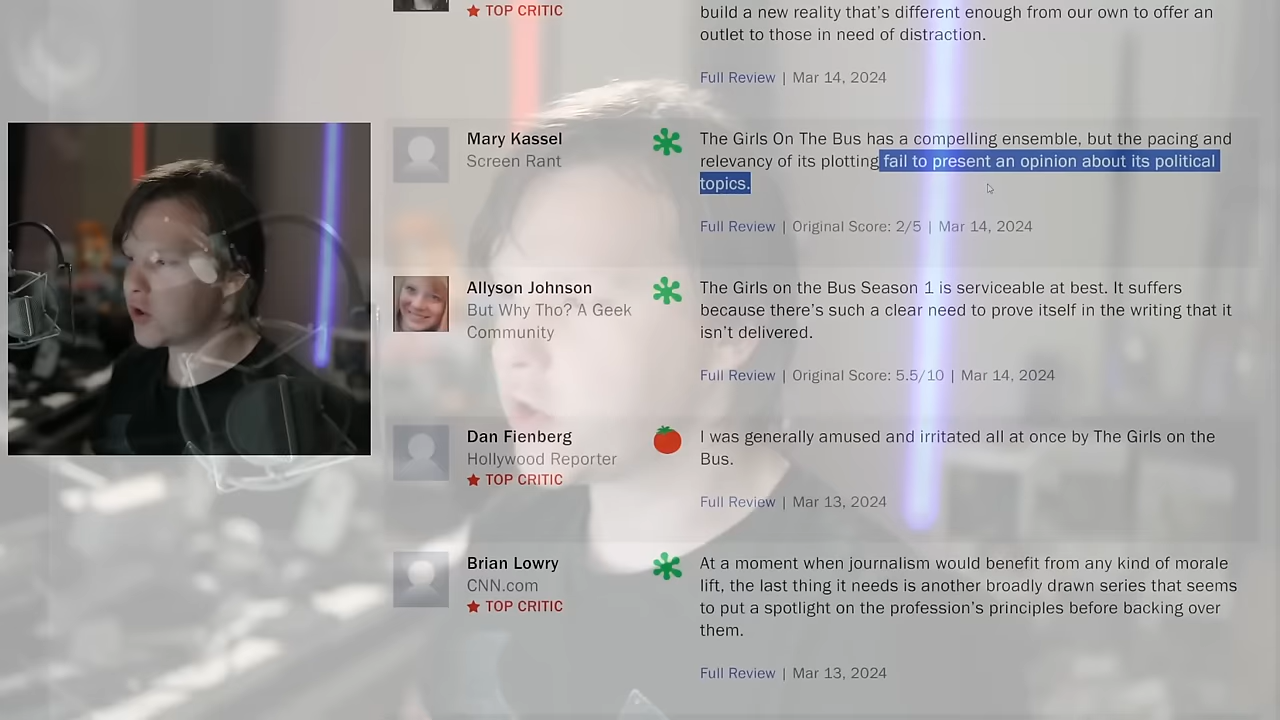 TOP CRITIC
build a new reality that's different enough from our own to offer an
outlet to those in need of distraction.
Full Review | Mar 14, 2024
Mary Kassel
Screen Rant
The Girls On The Bus has a compelling ensemble, but the pacing and
relevancy of its plotting fail to present an opinion about its political
topics.
Full Review | Original Score: 2/5 | Mar 14, 2024
Allyson Johnson
But Why Tho? A Geek
Community
The Girls on the Bus Season 1 is serviceable at best. It suffers
because there's such a clear need to prove itself in the writing that it
isn't delivered.
Full Review | Original Score: 5.5/10 | Mar 14, 2024
Dan Fienberg
Hollywood Reporter
TOP CRITIC
I was generally amused and irritated all at once by The Girls on the
Bus.
Full Review | Mar 13, 2024
Brian Lowry
CNN.com
TOP CRITIC
At a moment when journalism would benefit from any kind of morale
lift, the last thing it needs is another broadly drawn series that seems
to put a spotlight on the profession's principles before backing over
them.
Full Review | Mar 13, 2024